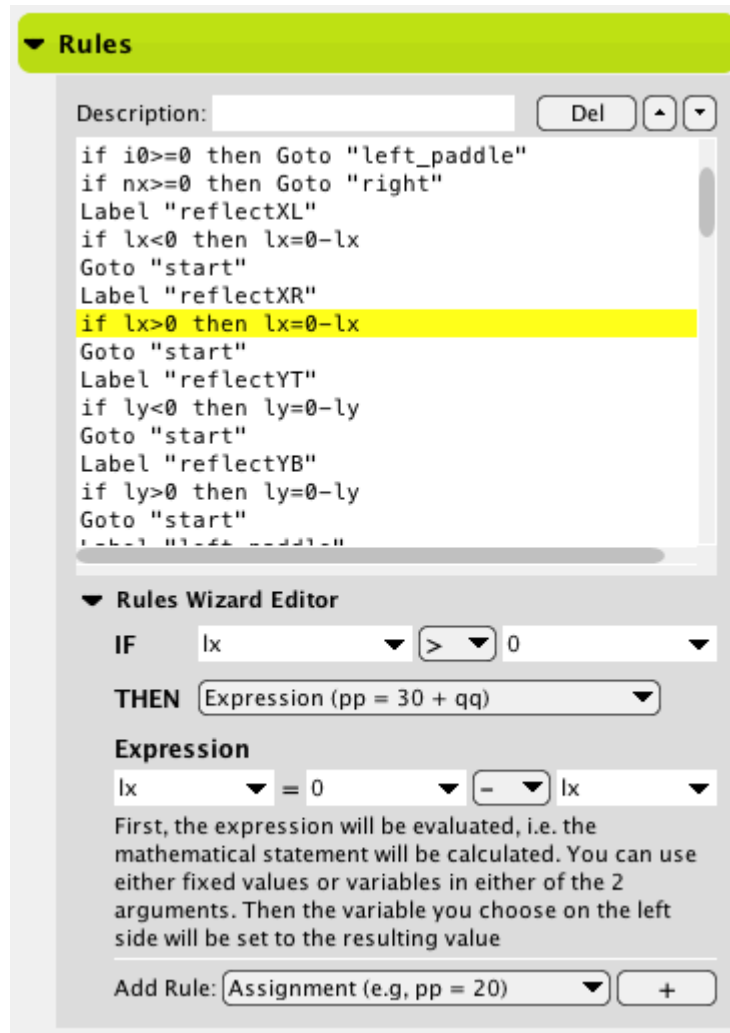 Rules
Description: Del
if i0>=0 then Goto "left_paddle"
if nx>=0 then Goto "right"
Label "reflectXL"
if lx<0 then lx=0-lx
Goto "start"
Label "reflectXR"
if lx>0 then lx=0-lx
Goto "start"
Label "reflectYT"
if ly<0 then ly=0-ly
Goto "start"
Label "reflectYB"
if ly>0 then ly=0-ly
Goto "start"
Label "left_paddle"
Rules Wizard Editor
IF lx > 0
THEN Expression (pp = 30 + qq)
Expression
lx = 0 - lx
First, the expression will be evaluated, i.e. the
mathematical statement will be calculated. You can use
either fixed values or variables in either of the 2
arguments. Then the variable you choose on the left
side will be set to the resulting value
Add Rule: Assignment (e.g, pp = 20) +